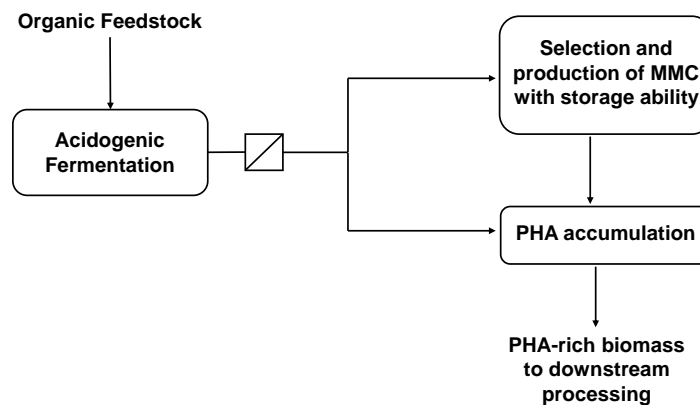 Organic Feedstock
Acidogenic
Fermentation
Selection and
production of MMC
with storage ability
PHA accumulation
PHA-rich biomass
to downstream
processing